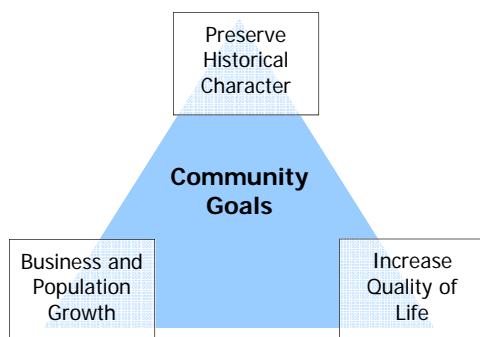 Preserve
Historical
Character
Community
Goals
Business and
Population
Growth
Increase
Quality of
Life